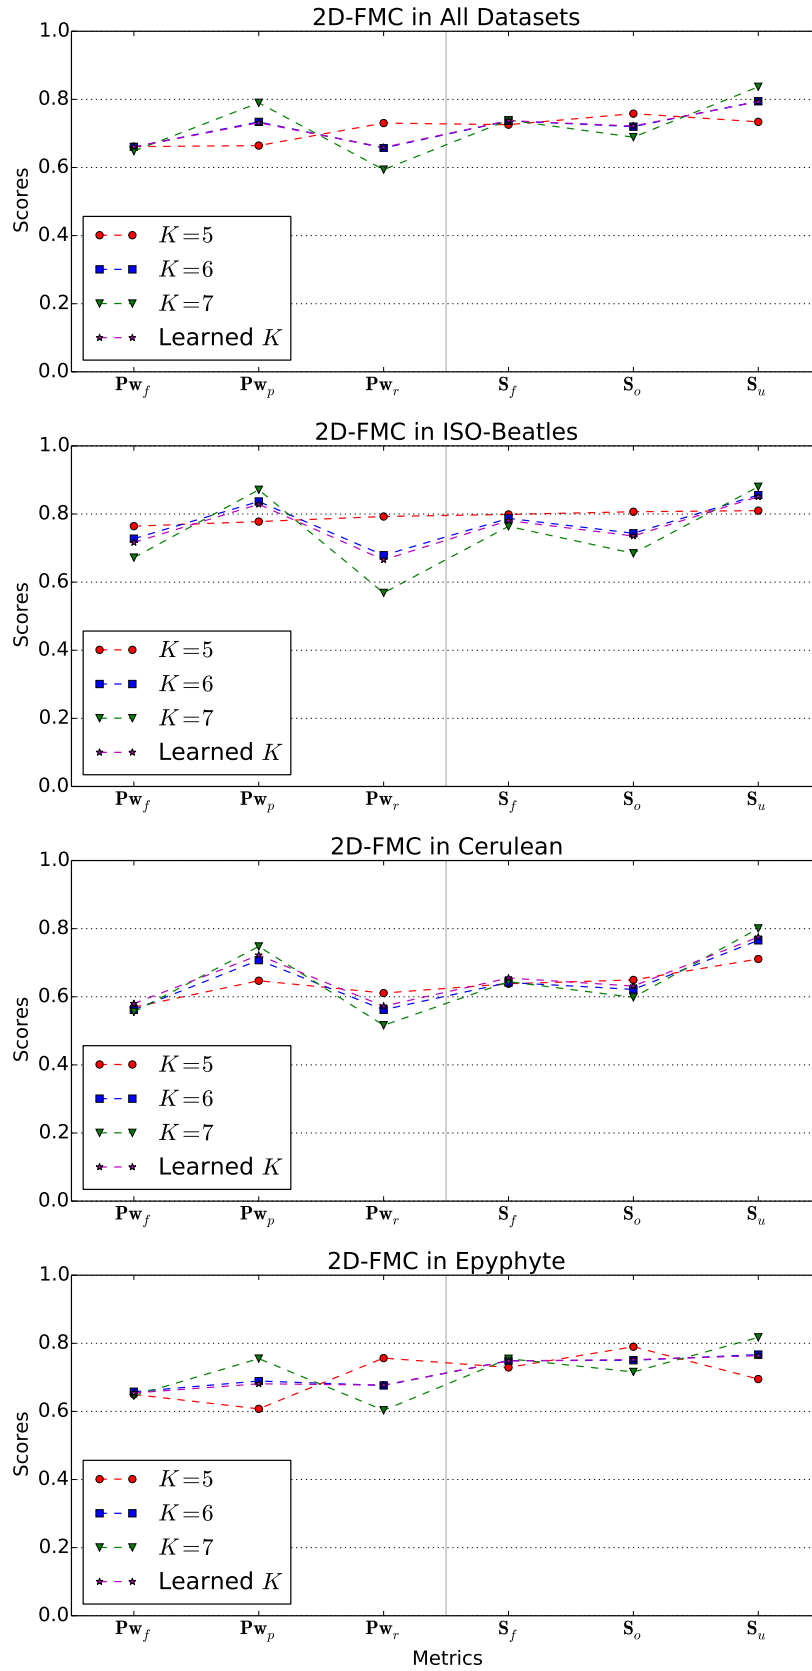 2D-FMC in All Datasets
1.0
0.8
0.6
0.4
0.2
0.0
Scores
K=5
K=6
K=7
Learned K
Pw_f Pw_p Pw_r S_f S_o S_u
2D-FMC in ISO-Beatles
1.0
0.8
0.6
0.4
0.2
0.0
Scores
K=5
K=6
K=7
Learned K
Pw_f Pw_p Pw_r S_f S_o S_u
2D-FMC in Cerulean
1.0
0.8
0.6
0.4
0.2
0.0
Scores
K=5
K=6
K=7
Learned K
Pw_f Pw_p Pw_r S_f S_o S_u
2D-FMC in Epyphyte
1.0
0.8
0.6
0.4
0.2
0.0
Scores
K=5
K=6
K=7
Learned K
Pw_f Pw_p Pw_r S_f S_o S_u
Metrics